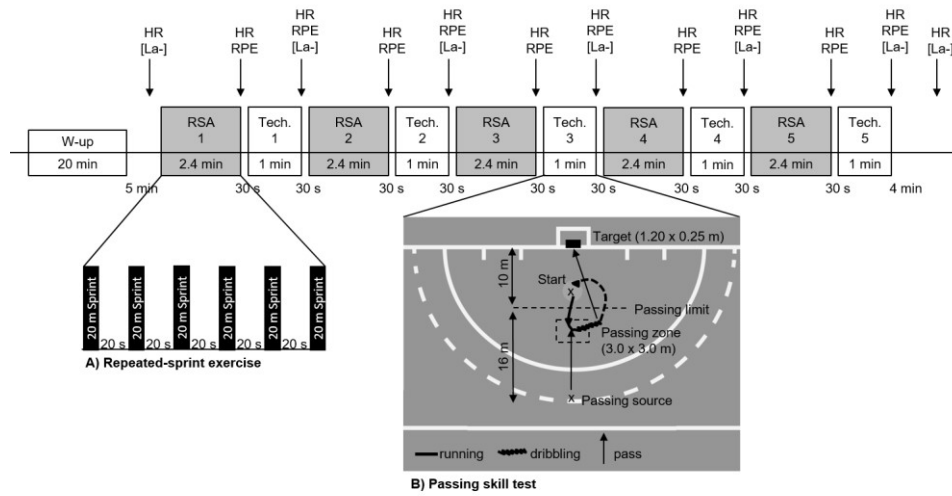 HR
[La-]
HR
RPE
HR
RPE
[La-]
HR
RPE
HR
RPE
[La-]
HR
RPE
HR
RPE
[La-]
HR
RPE
HR
RPE
[La-]
HR
RPE
HR
RPE
[La-]
HR
[La-]
W-up
20 min
RSA
1
2.4 min
Tech.
1
1 min
RSA
2
2.4 min
Tech.
2
1 min
RSA
3
2.4 min
Tech.
3
1 min
RSA
4
2.4 min
Tech.
4
1 min
RSA
5
2.4 min
Tech.
5
1 min
5 min
30 s
30 s
30 s
30 s
30 s
30 s
30 s
30 s
30 s
4 min
20 m Sprint
20 m Sprint
20 m Sprint
20 m Sprint
20 m Sprint
20 m Sprint
20 s
20 s
20 s
20 s
20 s
A) Repeated-sprint exercise
Target (1.20 x 0.25 m)
10 m
Start
x
Passing limit
Passing zone
(3.0 x 3.0 m)
16 m
x Passing source
running
dribbling
pass
B) Passing skill test